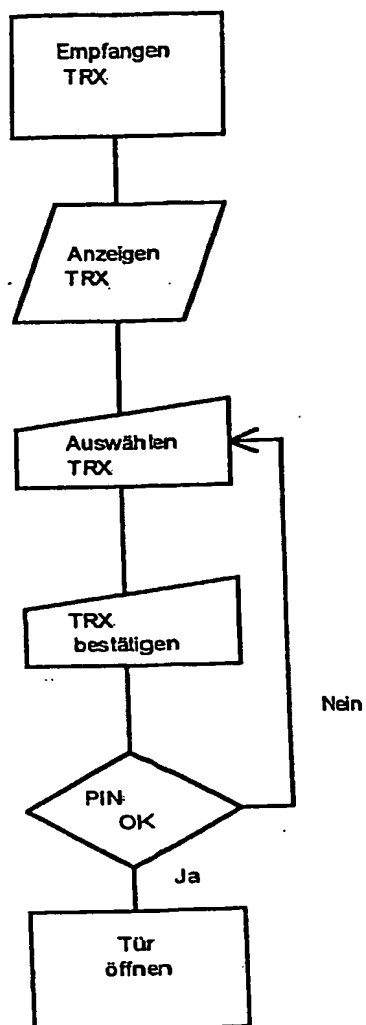 Empfangen
TRX
Anzeigen
TRX
Auswählen
TRX
TRX
bestätigen
Nein
PIN
OK
Ja
Tür
öffnen